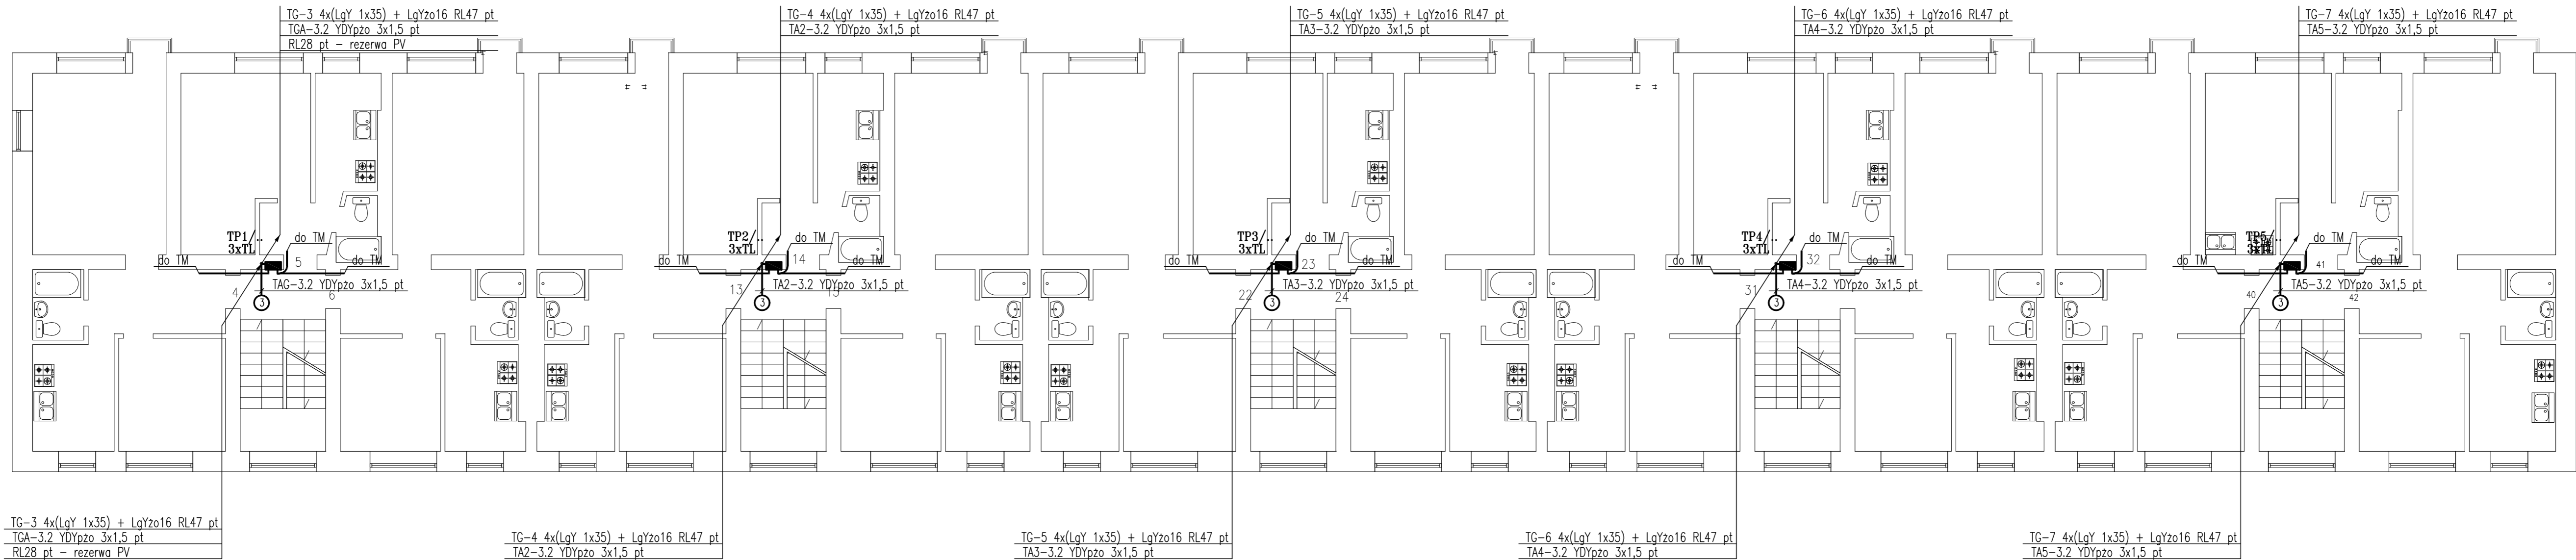 TG-3 4x(LgY 1x35) + LgYżo16 RL47 pt
TGA-3.2 YDYpżo 3x1,5 pt
RL28 pt - rezerwa PV
TG-4 4x(LgY 1x35) + LgYżo16 RL47 pt
TA2-3.2 YDYpżo 3x1,5 pt
TG-5 4x(LgY 1x35) + LgYżo16 RL47 pt
TA3-3.2 YDYpżo 3x1,5 pt
TG-6 4x(LgY 1x35) + LgYżo16 RL47 pt
TA4-3.2 YDYpżo 3x1,5 pt
TG-7 4x(LgY 1x35) + LgYżo16 RL47 pt
TA5-3.2 YDYpżo 3x1,5 pt
TP1/..
3xTL
do TM
do TM
do TM
5
TAG-3.2 YDYpżo 3x1,5 pt
4
6
3
TP2/..
3xTL
do TM
do TM
do TM
14
TA2-3.2 YDYpżo 3x1,5 pt
13
15
3
TP3/..
3xTL
do TM
do TM
do TM
23
TA3-3.2 YDYpżo 3x1,5 pt
22
24
3
TP4/..
3xTL
do TM
do TM
do TM
32
TA4-3.2 YDYpżo 3x1,5 pt
31
33
3
TP5/..
3xTL
do TM
do TM
do TM
41
TA5-3.2 YDYpżo 3x1,5 pt
40
42
3
TG-3 4x(LgY 1x35) + LgYżo16 RL47 pt
TGA-3.2 YDYpżo 3x1,5 pt
RL28 pt - rezerwa PV
TG-4 4x(LgY 1x35) + LgYżo16 RL47 pt
TA2-3.2 YDYpżo 3x1,5 pt
TG-5 4x(LgY 1x35) + LgYżo16 RL47 pt
TA3-3.2 YDYpżo 3x1,5 pt
TG-6 4x(LgY 1x35) + LgYżo16 RL47 pt
TA4-3.2 YDYpżo 3x1,5 pt
TG-7 4x(LgY 1x35) + LgYżo16 RL47 pt
TA5-3.2 YDYpżo 3x1,5 pt